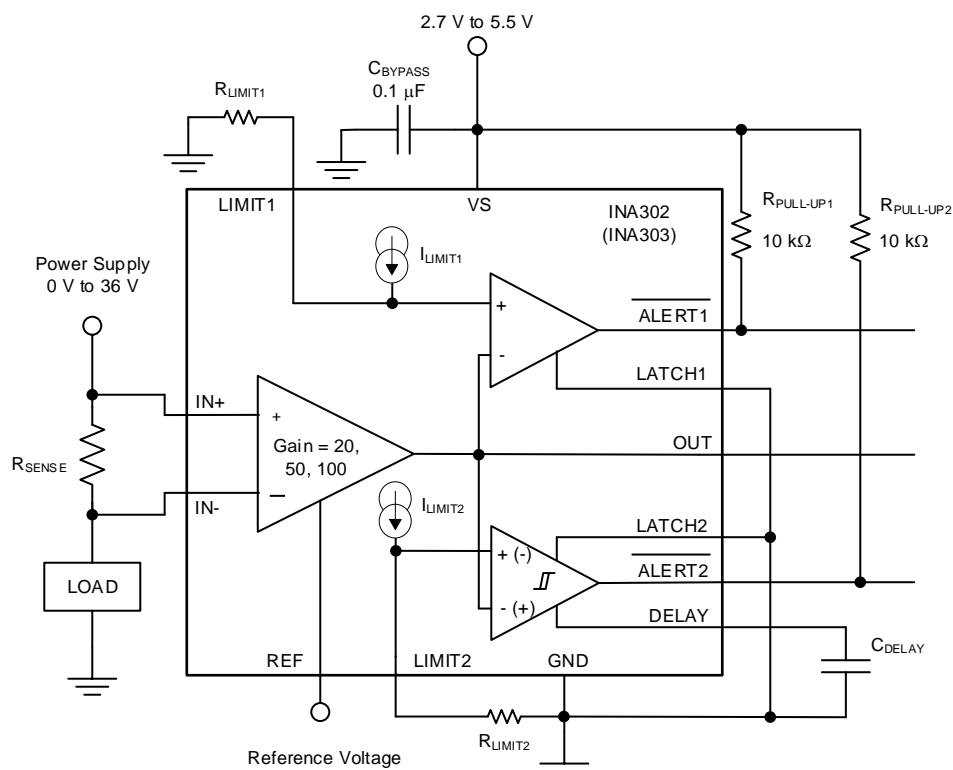 2.7 V to 5.5 V
CBYPASS
0.1 μF
RLIMIT1
LIMIT1
VS
INA302
(INA303)
RPULL-UP1
10 kΩ
RPULL-UP2
10 kΩ
ILIMIT1
Power Supply
0 V to 36 V
+
-
ALERT1
LATCH1
IN+
+
Gain = 20,
50, 100
OUT
RSENSE
IN-
−
ILIMIT2
LATCH2
+ (-)
ALERT2
- (+)
LOAD
DELAY
CDELAY
REF
LIMIT2
GND
RLIMIT2
Reference Voltage